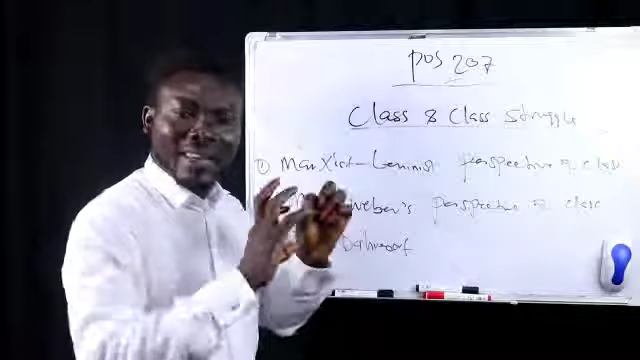 POS 207
Class & Class Struggle
① Marxist-Leninist perspective of class
Weber's perspective of class
Dahrendorf